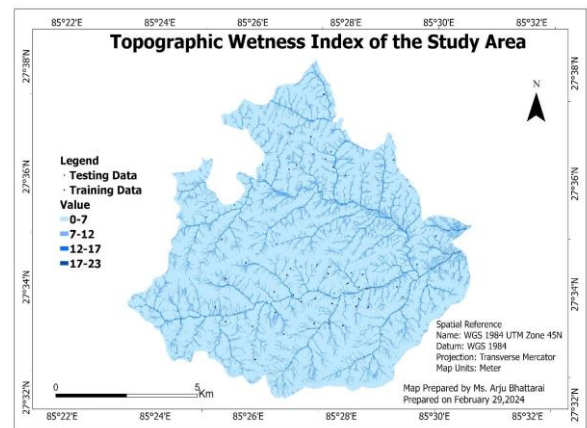 85°22'E 85°24'E 85°26'E 85°28'E 85°30'E 85°32'E
Topographic Wetness Index of the Study Area
27°38'N
27°38'N
N
27°36'N
27°36'N
Legend
Testing Data
Training Data
Value
0-7
7-12
12-17
17-23
27°34'N
27°34'N
Spatial Reference
Name: WGS 1984 UTM Zone 45N
Datum: WGS 1984
Projection: Transverse Mercator
Map Units: Meter
0 5
Km
Map Prepared by Ms. Arju Bhattarai
Prepared on February 29,2024
27°32'N
27°32'N
85°22'E 85°24'E 85°26'E 85°28'E 85°30'E 85°32'E